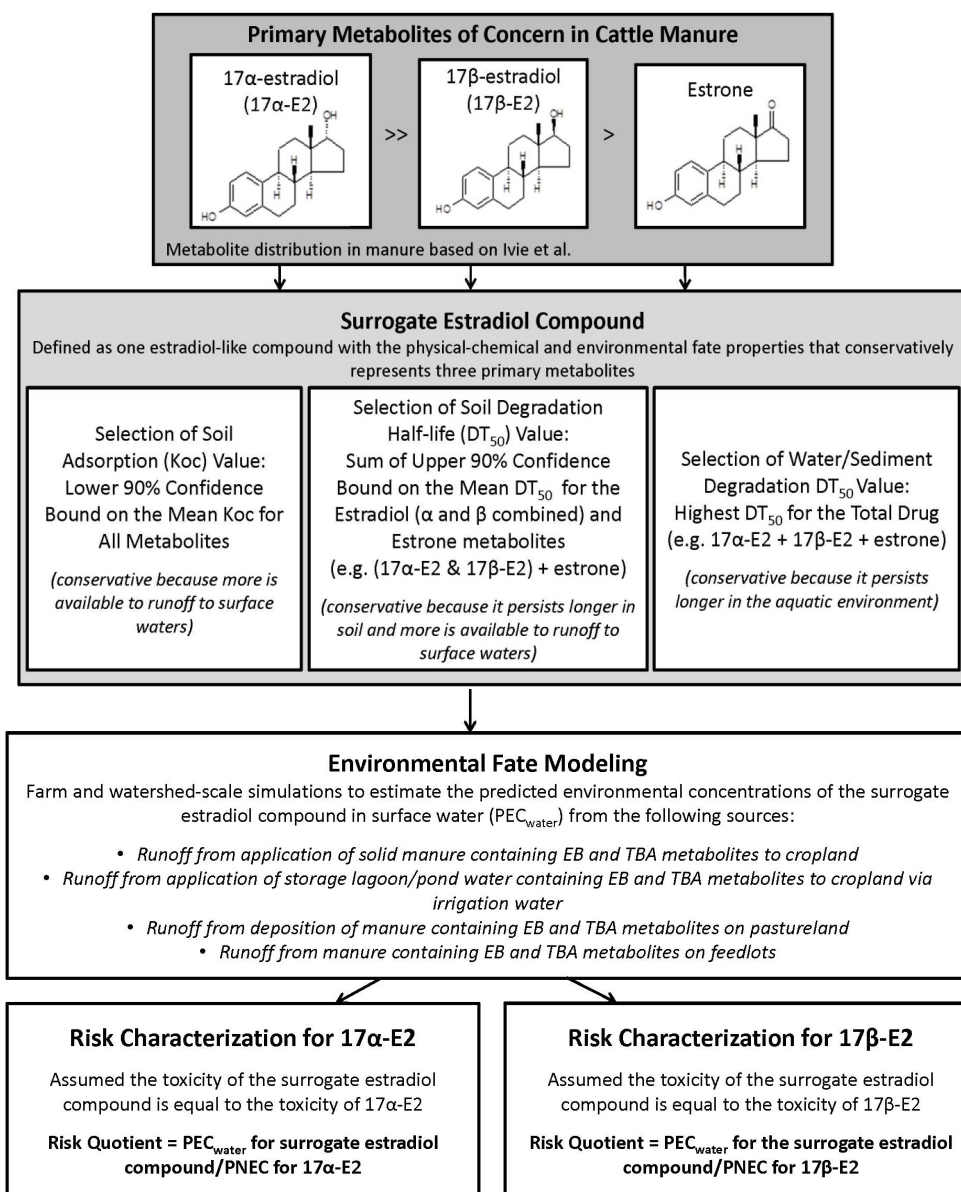 Primary Metabolites of Concern in Cattle Manure
17α-estradiol
(17α-E2)
OH
H
H
H
HO
>>
17β-estradiol
(17β-E2)
OH
H
H
H
HO
>
Estrone
O
H
H
H
HO
Metabolite distribution in manure based on Ivie et al.
Surrogate Estradiol Compound
Defined as one estradiol-like compound with the physical-chemical and environmental fate properties that conservatively
represents three primary metabolites
Selection of Soil
Adsorption (Koc) Value:
Lower 90% Confidence
Bound on the Mean Koc for
All Metabolites
(conservative because more is
available to runoff to surface
waters)
Selection of Soil Degradation
Half-life (DT50) Value:
Sum of Upper 90% Confidence
Bound on the Mean DT50 for the
Estradiol (α and β combined) and
Estrone metabolites
(e.g. (17α-E2 & 17β-E2) + estrone)
(conservative because it persists longer in
soil and more is available to runoff to
surface waters)
Selection of Water/Sediment
Degradation DT50 Value:
Highest DT50 for the Total Drug
(e.g. 17α-E2 + 17β-E2 + estrone)
(conservative because it persists
longer in the aquatic environment)
Environmental Fate Modeling
Farm and watershed-scale simulations to estimate the predicted environmental concentrations of the surrogate
estradiol compound in surface water (PECwater) from the following sources:
• Runoff from application of solid manure containing EB and TBA metabolites to cropland
• Runoff from application of storage lagoon/pond water containing EB and TBA metabolites to cropland via
irrigation water
• Runoff from deposition of manure containing EB and TBA metabolites on pastureland
• Runoff from manure containing EB and TBA metabolites on feedlots
Risk Characterization for 17α-E2
Assumed the toxicity of the surrogate estradiol
compound is equal to the toxicity of 17α-E2
Risk Quotient = PECwater for surrogate estradiol
compound/PNEC for 17α-E2
Risk Characterization for 17β-E2
Assumed the toxicity of the surrogate estradiol
compound is equal to the toxicity of 17β-E2
Risk Quotient = PECwater for the surrogate estradiol
compound/PNEC for 17β-E2